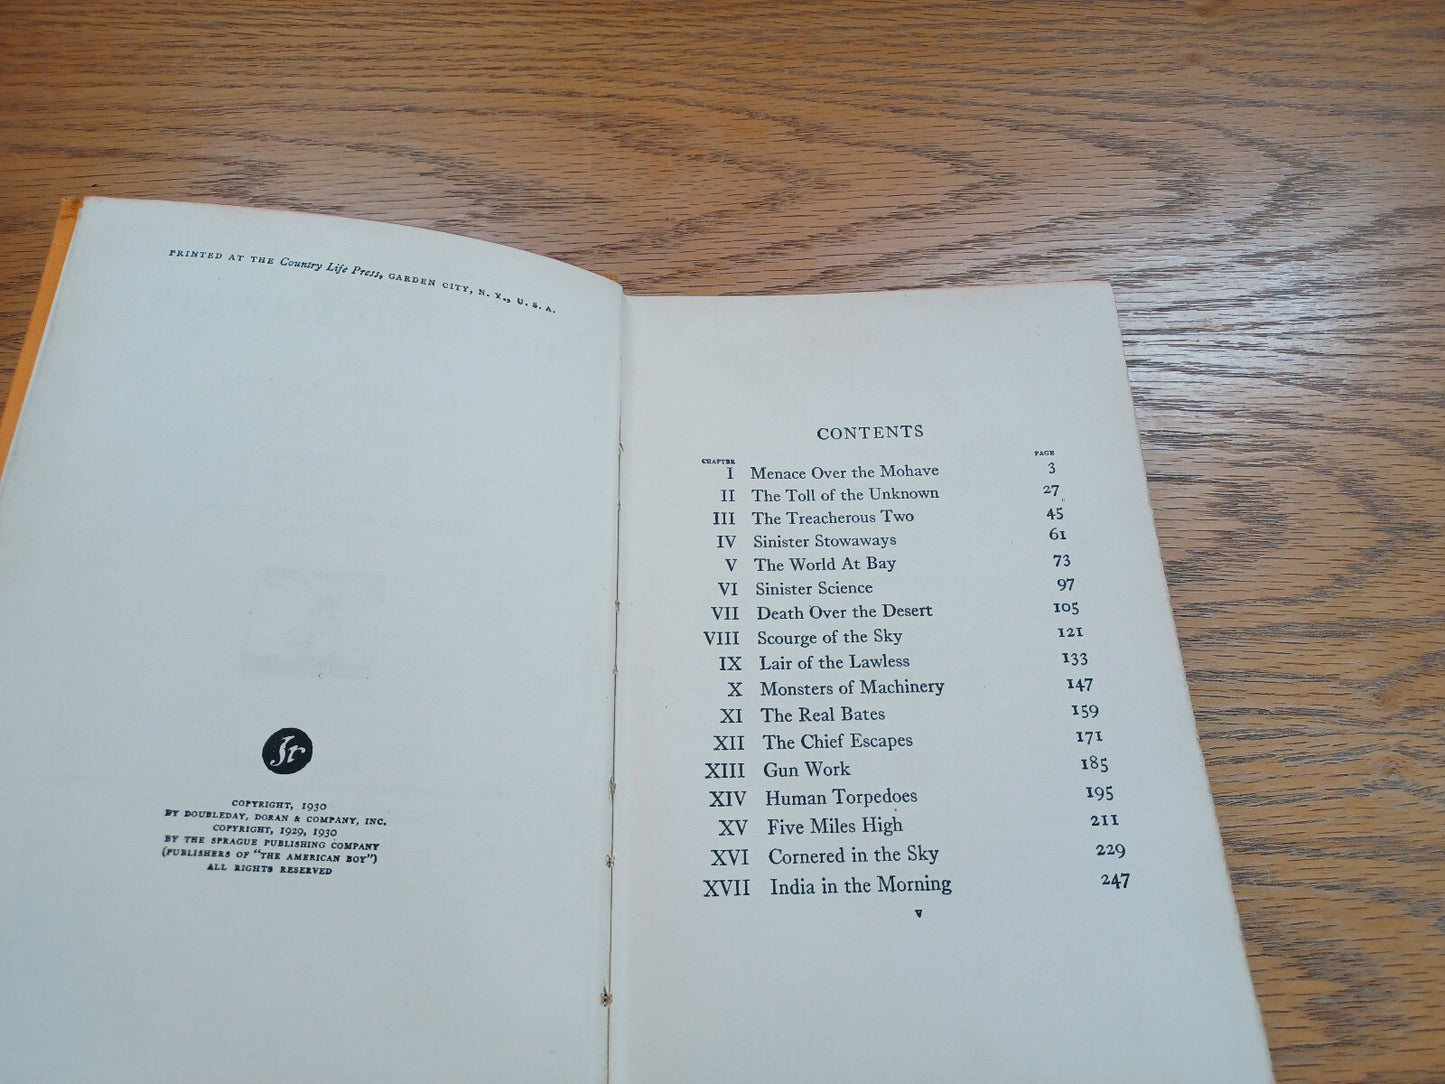 PRINTED AT THE Country Life Press, GARDEN CITY, N. Y., U. S. A.
Jr
COPYRIGHT, 1930
BY DOUBLEDAY, DORAN & COMPANY, INC.
COPYRIGHT, 1929, 1930
BY THE SPRAGUE PUBLISHING COMPANY
(PUBLISHERS OF "THE AMERICAN BOY")
ALL RIGHTS RESERVED
CONTENTS
CHAPTER PAGE
I Menace Over the Mohave 3
II The Toll of the Unknown 27
III The Treacherous Two 45
IV Sinister Stowaways 61
V The World At Bay 73
VI Sinister Science 97
VII Death Over the Desert 105
VIII Scourge of the Sky 121
IX Lair of the Lawless 133
X Monsters of Machinery 147
XI The Real Bates 159
XII The Chief Escapes 171
XIII Gun Work 185
XIV Human Torpedoes 195
XV Five Miles High 211
XVI Cornered in the Sky 229
XVII India in the Morning 247
v